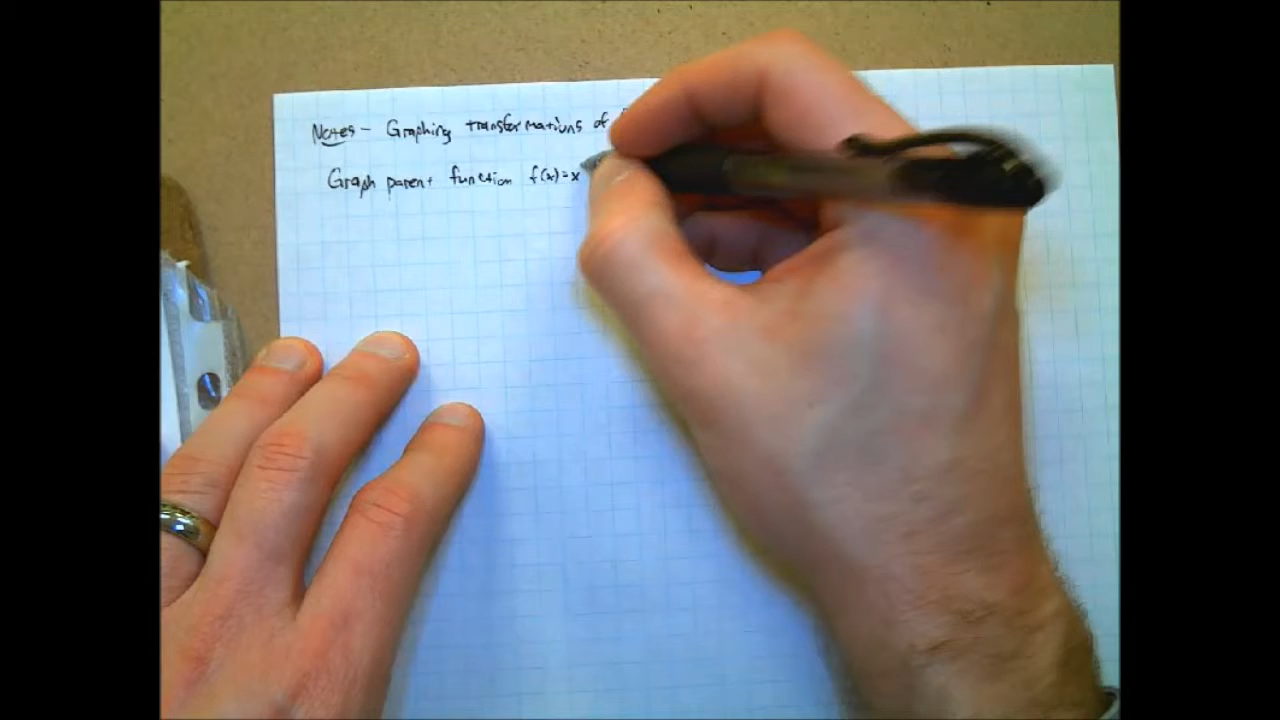 Notes - Graphing transformations of
Graph parent function f(x)=x